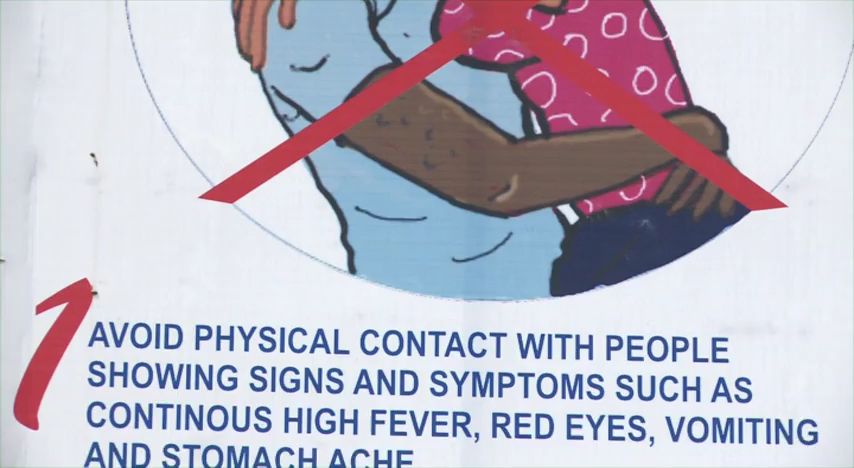 1
AVOID PHYSICAL CONTACT WITH PEOPLE
SHOWING SIGNS AND SYMPTOMS SUCH AS
CONTINOUS HIGH FEVER, RED EYES, VOMITING
AND STOMACH ACHE